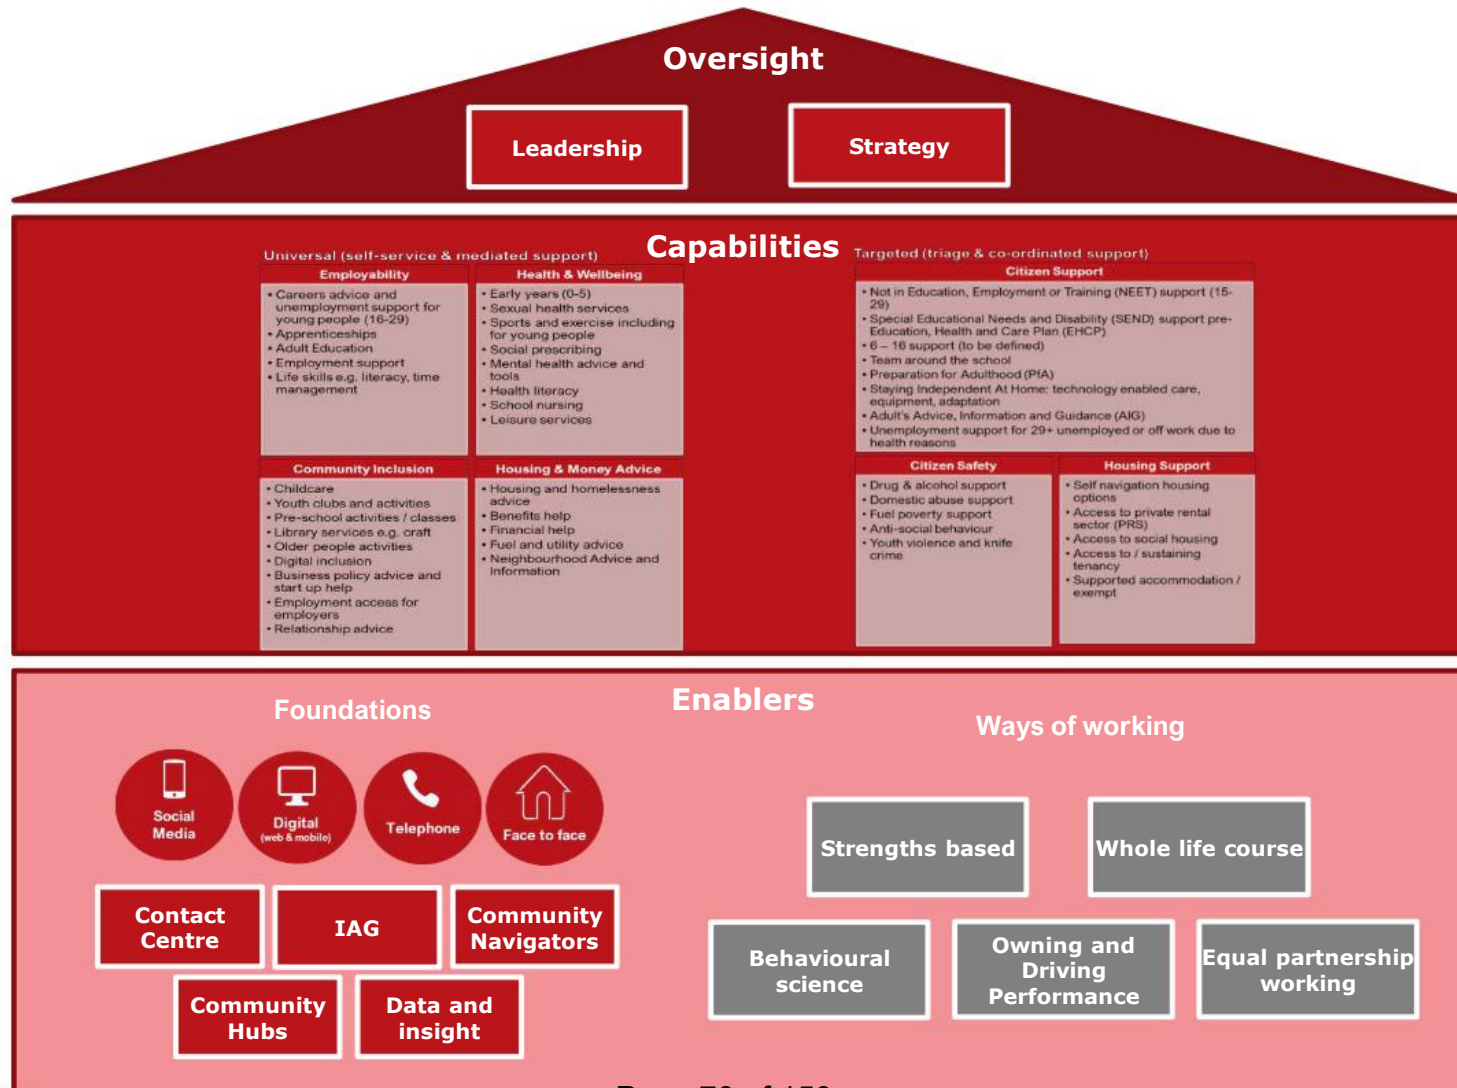 Oversight
Leadership
Strategy
Capabilities
Universal (self-service & mediated support)
Employability
• Careers advice and
unemployment support for
young people (16-29)
• Apprenticeships
• Adult Education
• Employment support
• Life skills e.g. literacy, time
management
Health & Wellbeing
• Early years (0-5)
• Sexual health services
• Sports and exercise including
for young people
• Social prescribing
• Mental health advice and
tools
• Health literacy
• School nursing
• Leisure services
Community Inclusion
• Childcare
• Youth clubs and activities
• Pre-school activities / classes
• Library services e.g. craft
• Older people activities
• Digital inclusion
• Business policy advice and
start up help
• Employment access for
employers
• Relationship advice
Housing & Money Advice
• Housing and homelessness
advice
• Benefits help
• Financial help
• Fuel and utility advice
• Neighbourhood Advice and
Information
Targeted (triage & co-ordinated support)
Citizen Support
• Not in Education, Employment or Training (NEET) support (15-
29)
• Special Educational Needs and Disability (SEND) support pre-
Education, Health and Care Plan (EHCP)
• 6 – 16 support (to be defined)
• Team around the school
• Preparation for Adulthood (PfA)
• Staying Independent At Home: technology enabled care,
equipment, adaptation
• Adult's Advice, Information and Guidance (AIG)
• Unemployment support for 29+ unemployed or off work due to
health reasons
Citizen Safety
• Drug & alcohol support
• Domestic abuse support
• Fuel poverty support
• Anti-social behaviour
• Youth violence and knife
crime
Housing Support
• Self navigation housing
options
• Access to private rental
sector (PRS)
• Access to social housing
• Access to / sustaining
tenancy
• Supported accommodation /
exempt
Enablers
Foundations
Social
Media
Digital
(web & mobile)
Telephone
Face to face
Contact
Centre
IAG
Community
Navigators
Community
Hubs
Data and
insight
Ways of working
Strengths based
Whole life course
Behavioural
science
Owning and
Driving
Performance
Equal partnership
working